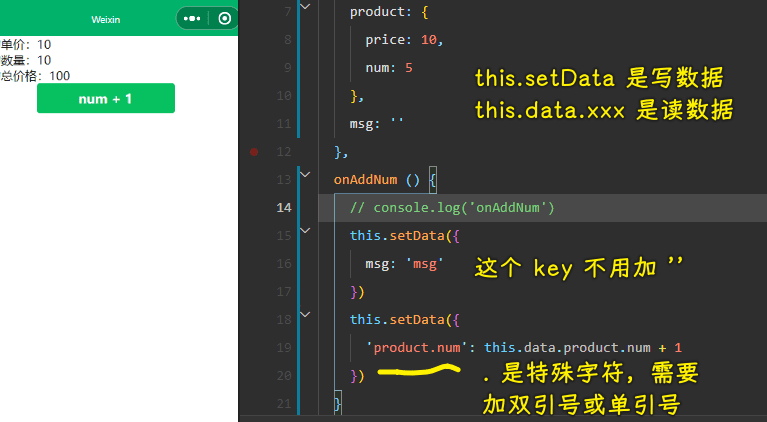 Weixin
单价：10
数量：10
总价格：100
num + 1
7 product: {
8 price: 10,
9 num: 5
10 },
11 msg: ''
12 },
13 onAddNum () {
14 // console.log('onAddNum')
15 this.setData({
16 msg: 'msg'
17 })
18 this.setData({
19 'product.num': this.data.product.num + 1
20 })
21 }
this.setData 是写数据
this.data.xxx 是读数据
这个 key 不用加 ''
. 是特殊字符，需要
加双引号或单引号